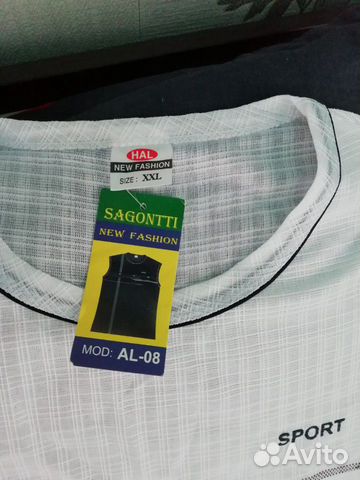 HAL
NEW FASHION
SIZE: XXL
SAGONTTI
NEW FASHION
MOD: AL-08
SPORT
Avito